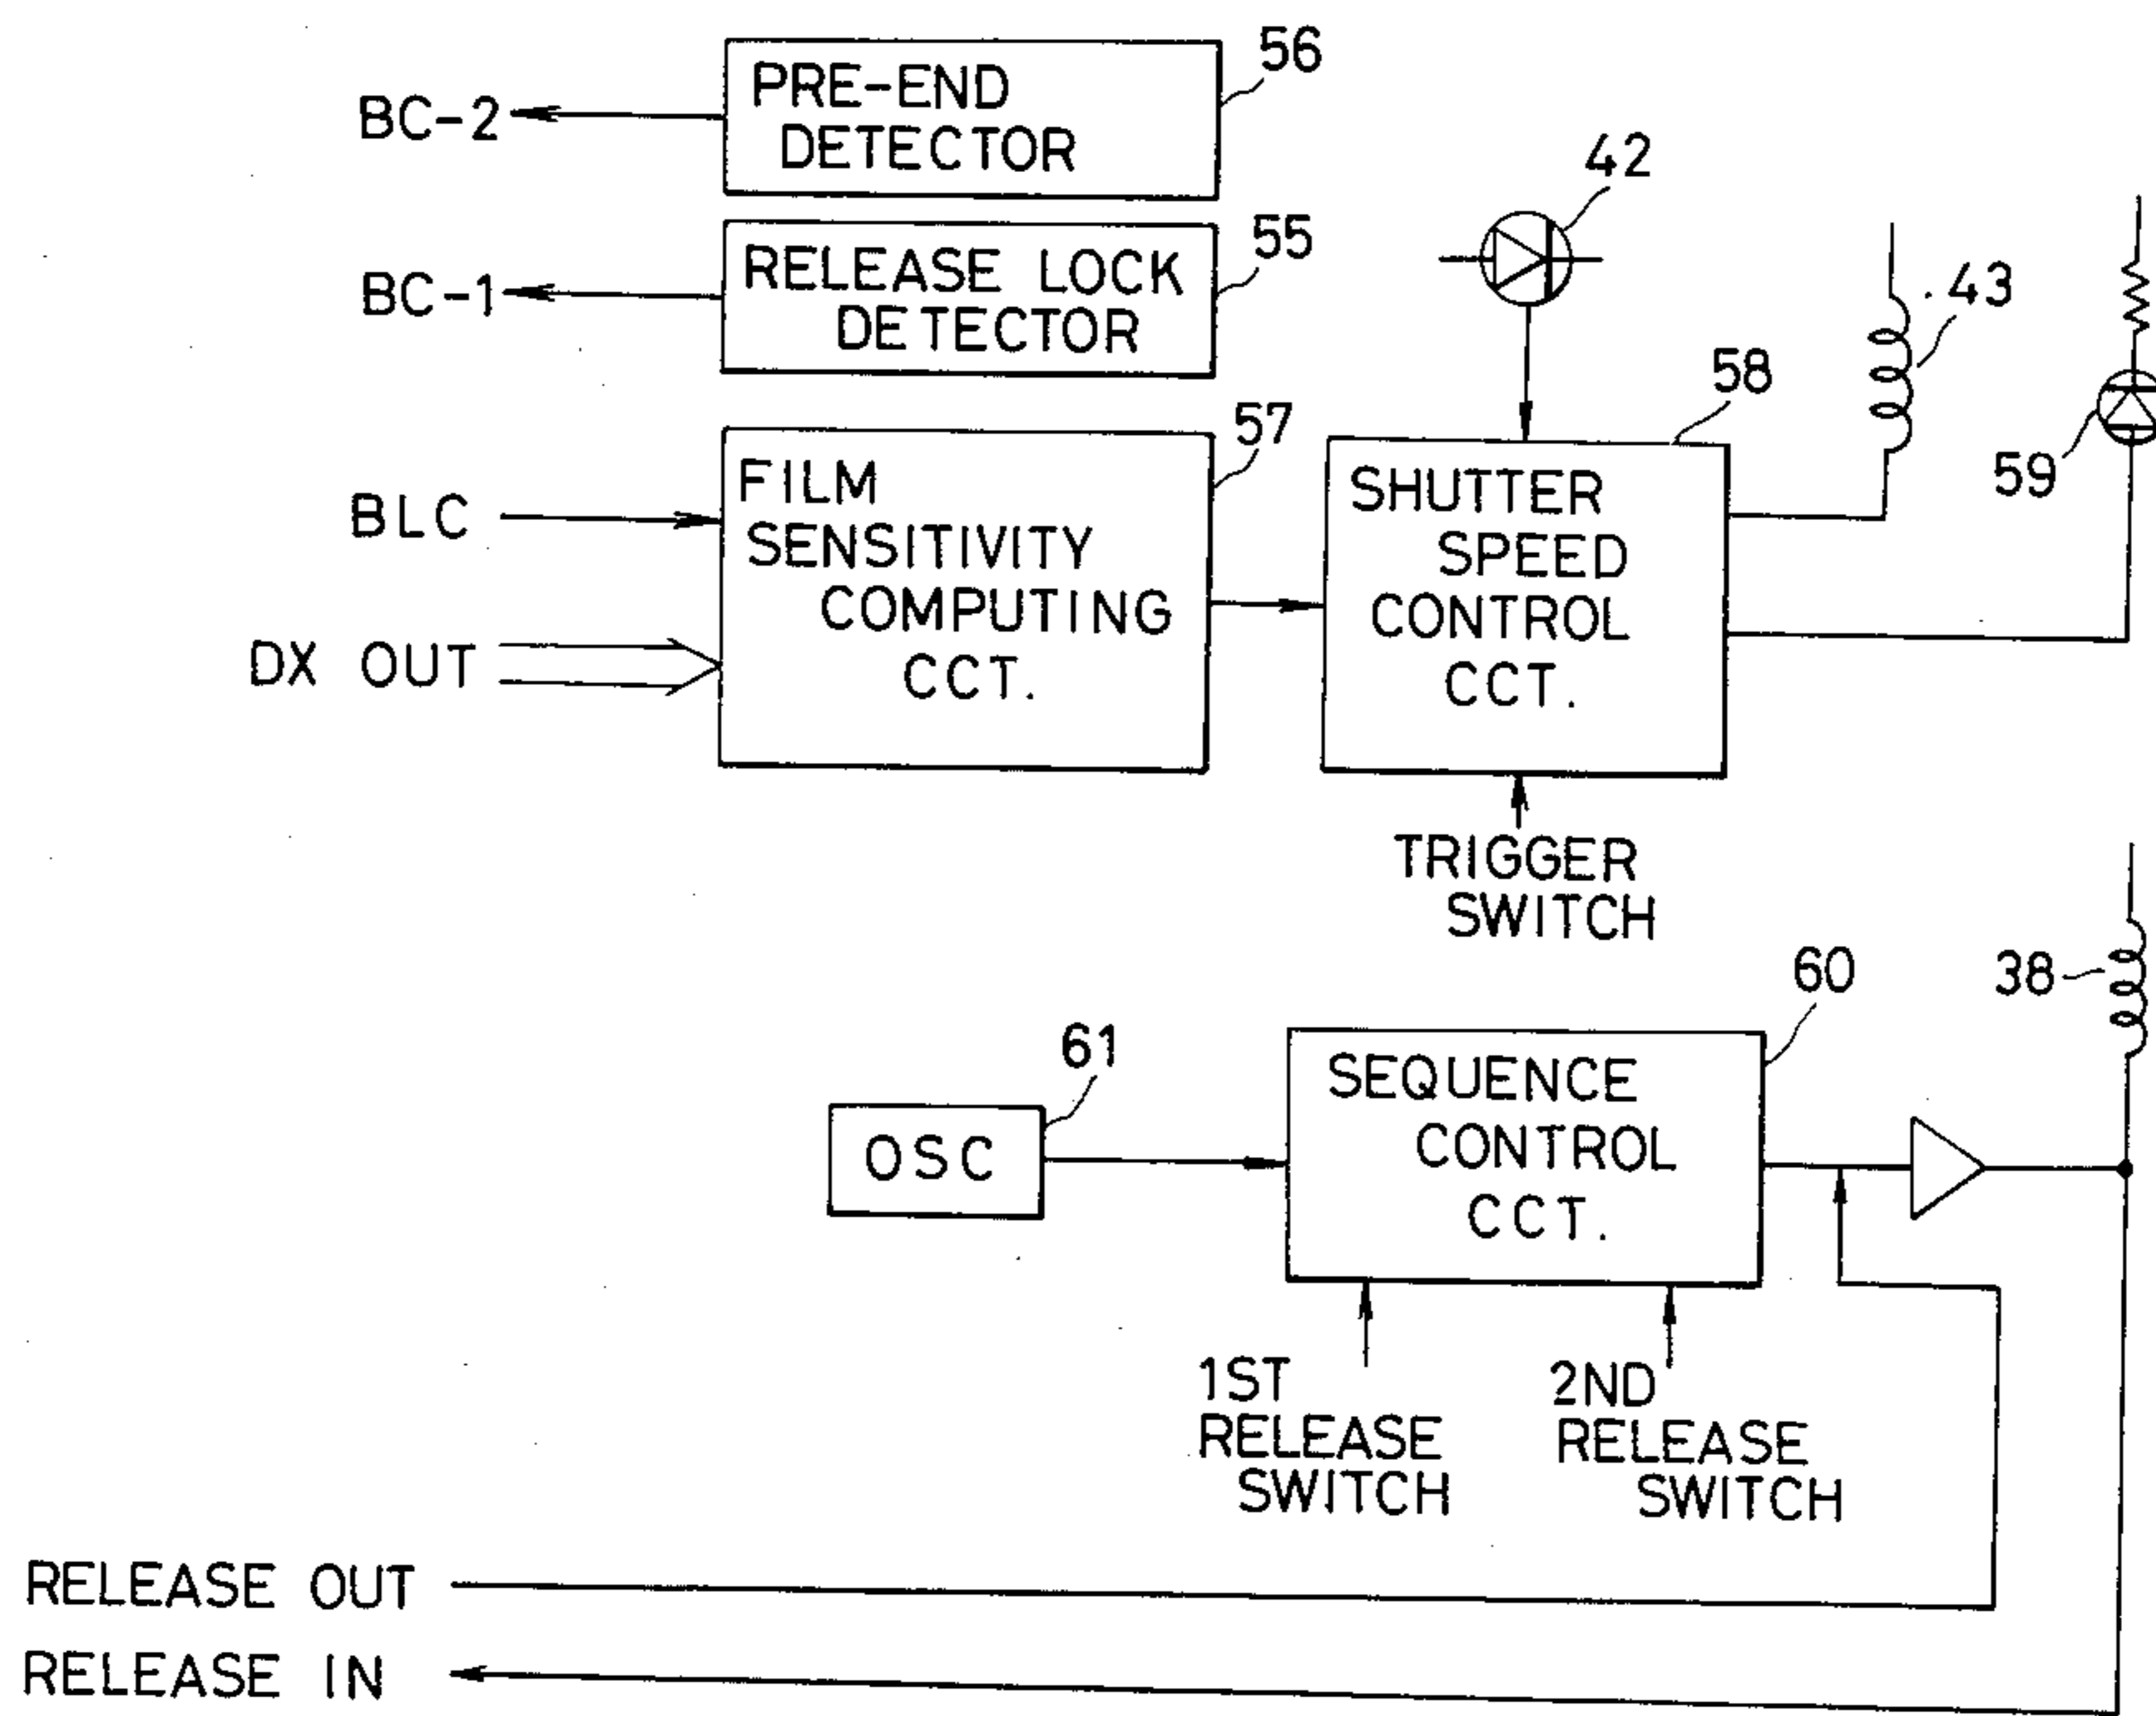 56
PRE-END
DETECTOR
BC-2
42
55
RELEASE LOCK
DETECTOR
BC-1
43
58
57
59
FILM
SENSITIVITY
COMPUTING
CCT.
BLC
DX OUT
SHUTTER
SPEED
CONTROL
CCT.
TRIGGER
SWITCH
60
38
61
OSC
SEQUENCE
CONTROL
CCT.
1ST
RELEASE
SWITCH
2ND
RELEASE
SWITCH
RELEASE OUT
RELEASE IN